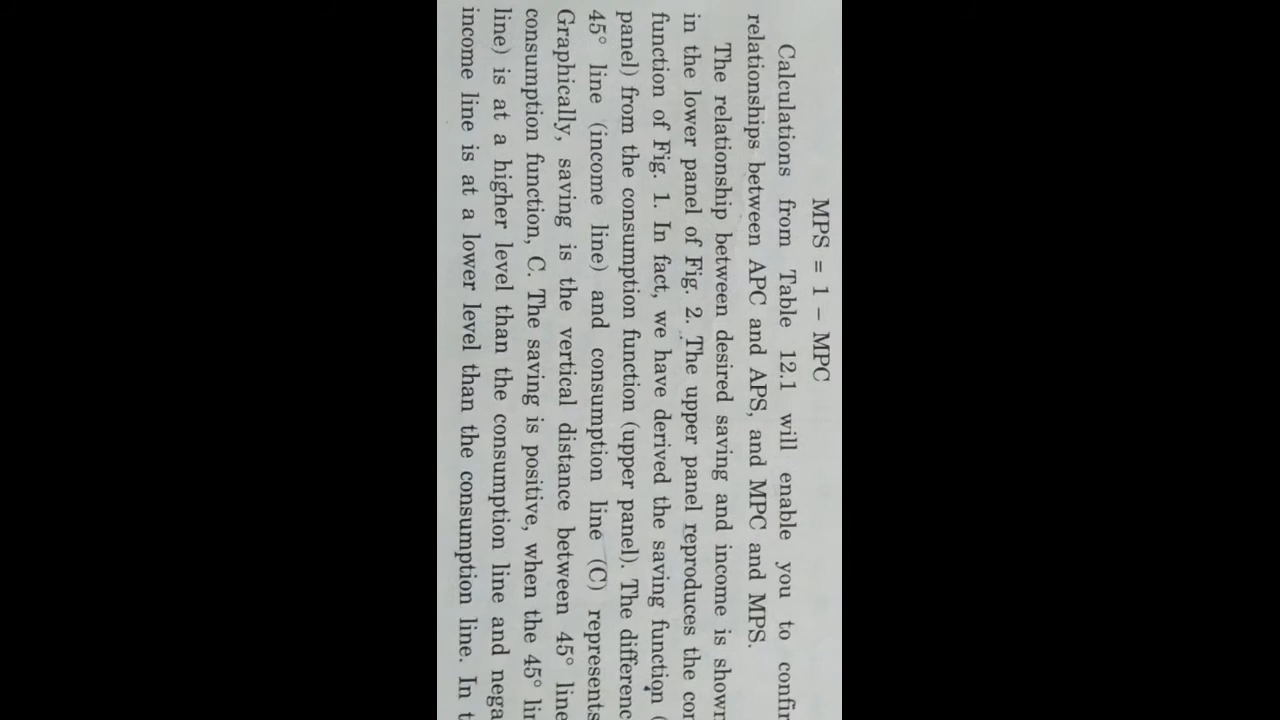 MPS = 1 – MPC
Calculations from Table 12.1 will enable you to
relationships between APC and APS, and MPC and MPS.
The relationship between desired saving and income is shown
in the lower panel of Fig. 2. The upper panel reproduces the
function of Fig. 1. In fact, we have derived the saving function (
panel) from the consumption function (upper panel). The
45° line (income line) and consumption line (C) represents
Graphically, saving is the vertical distance between 45° line
consumption function, C. The saving is positive, when the 45°
line) is at a higher level than the consumption line and
income line is at a lower level than the consumption line. In